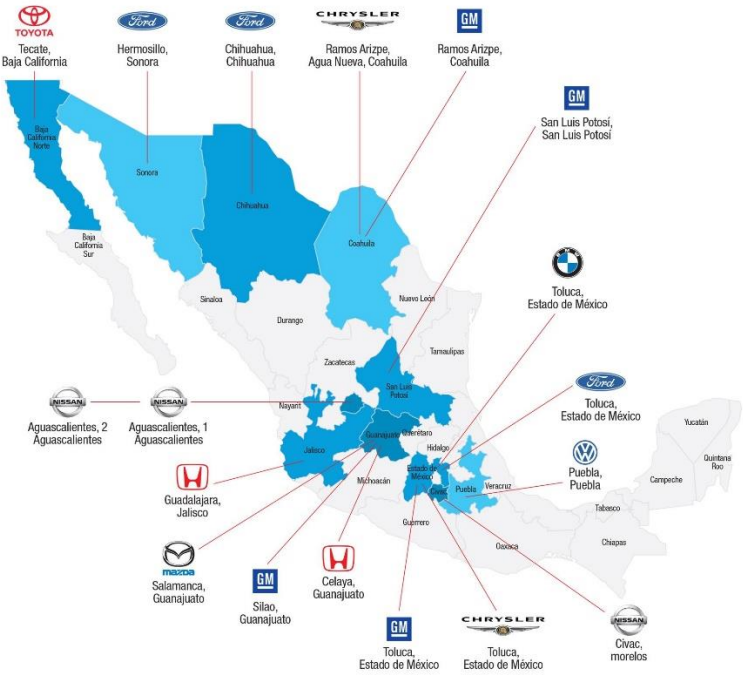 TOYOTA
Tecate,
Baja California
Ford
Hermosillo,
Sonora
Ford
Chihuahua,
Chihuahua
CHRYSLER
Ramos Arizpe,
Agua Nueva, Coahuila
GM
Ramos Arizpe,
Coahuila
GM
San Luis Potosí,
San Luis Potosí
Baja
California
Norte
Sonora
Chihuahua
Coahuila
Baja
California
Sur
Sinaloa
Durango
Nuevo León
Zacatecas
Tamaulipas
San Luis
Potosí
Nayarit
Jalisco
Guanajuato
Querétaro
Hidalgo
Michoacán
Estado de
México
Civac
Puebla
Veracruz
Guerrero
Oaxaca
Tabasco
Chiapas
Campeche
Yucatán
Quintana
Roo
Toluca,
Estado de México
Ford
Toluca,
Estado de México
Puebla,
Puebla
NISSAN
Aguascalientes, 2
Aguascalientes
NISSAN
Aguascalientes, 1
Aguascalientes
Guadalajara,
Jalisco
mazda
Salamanca,
Guanajuato
GM
Silao,
Guanajuato
Celaya,
Guanajuato
GM
Toluca,
Estado de México
CHRYSLER
Toluca,
Estado de México
NISSAN
Civac,
morelos